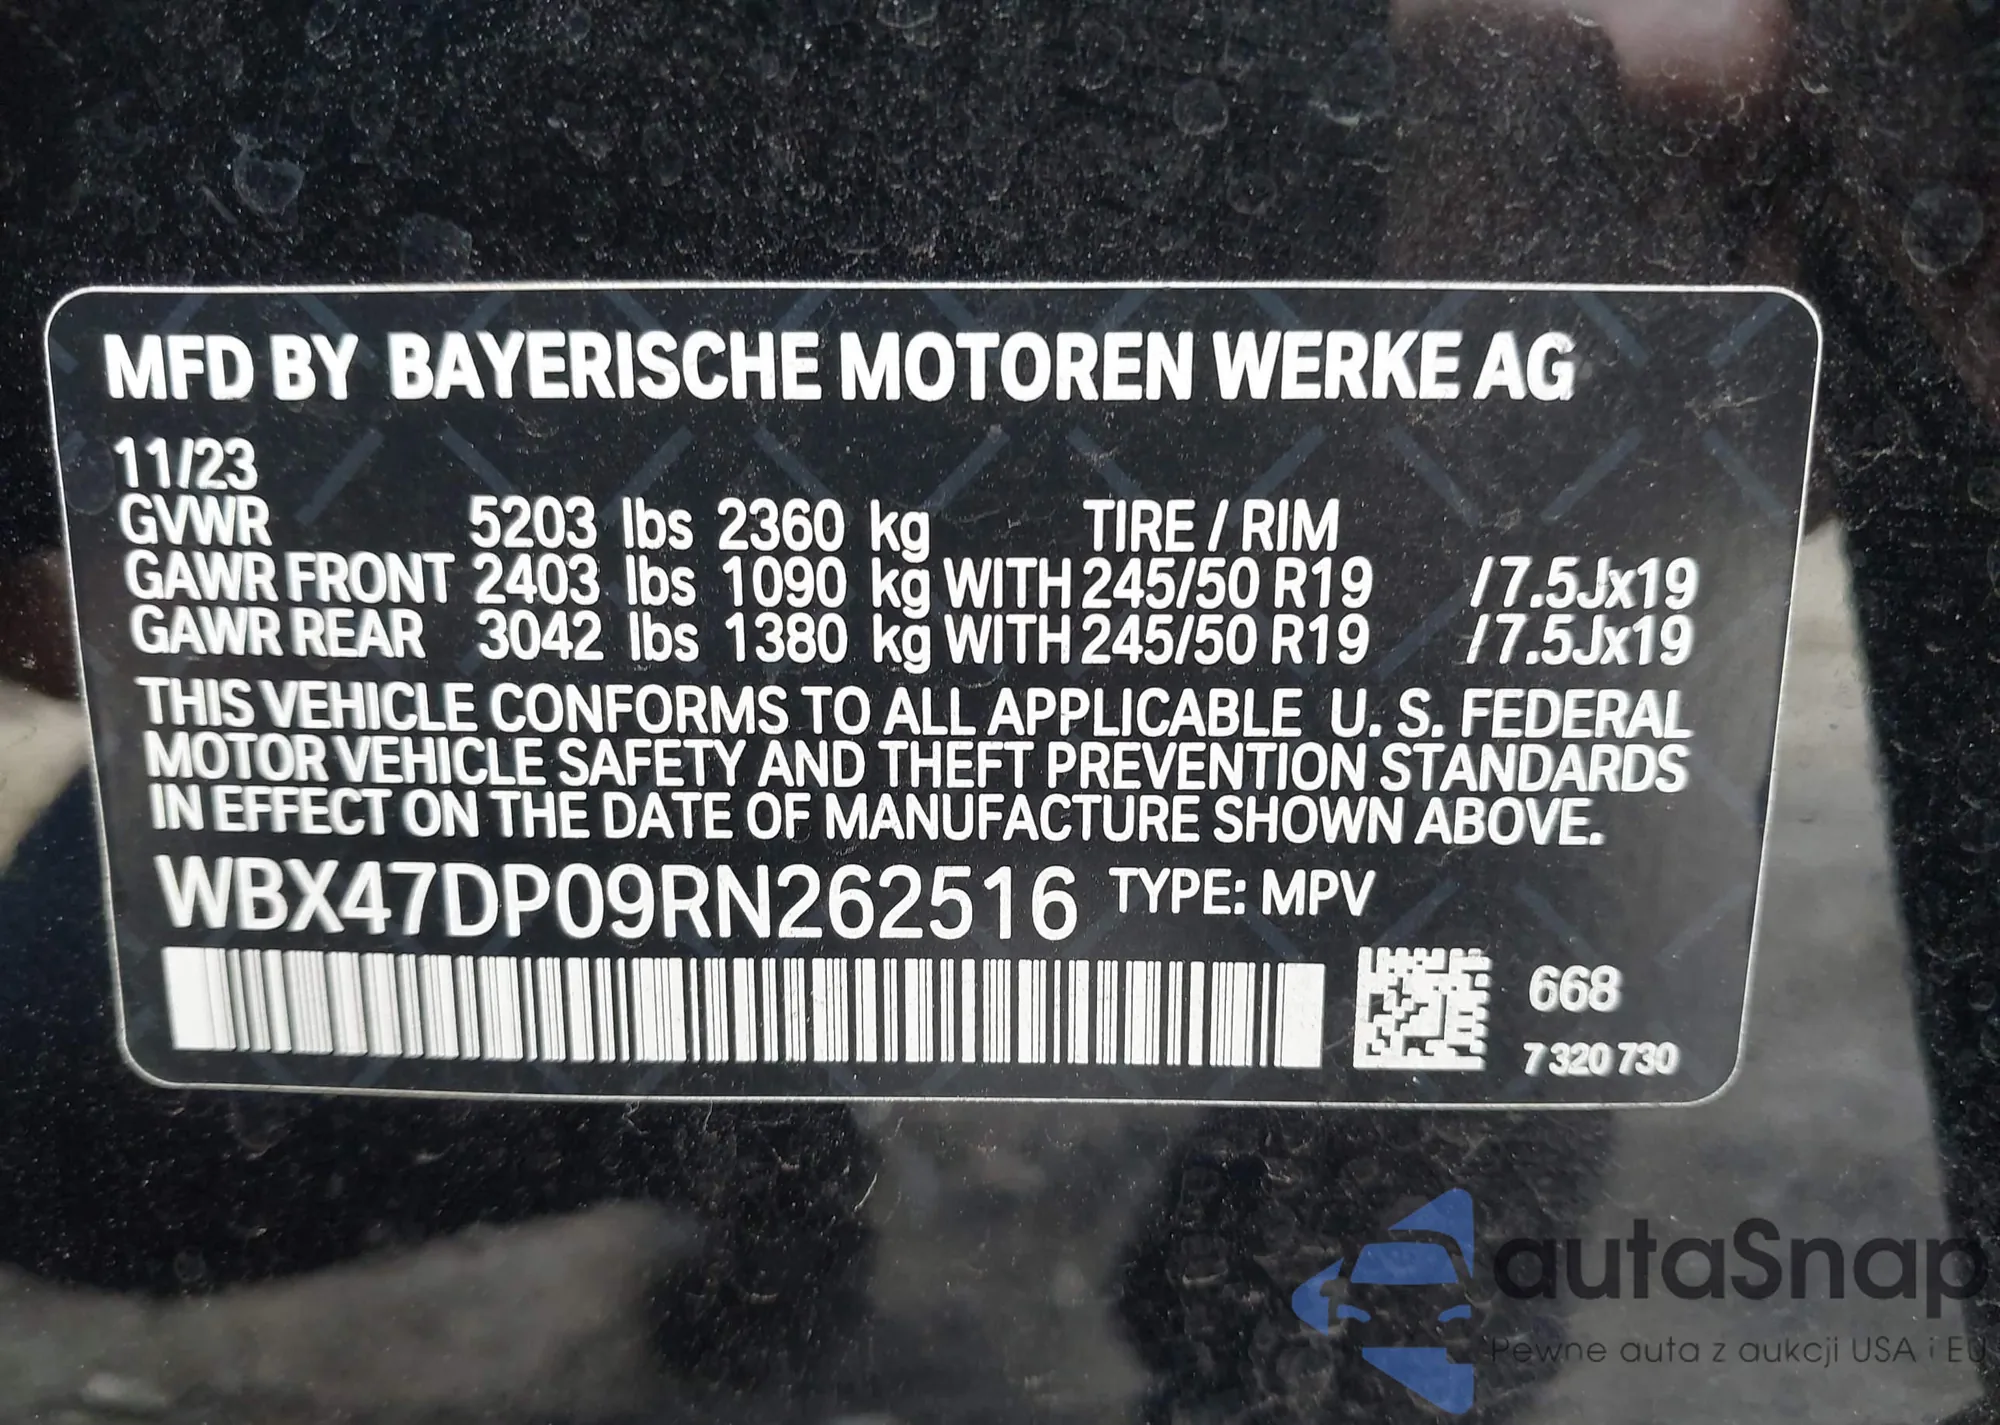 MFD BY BAYERISCHE MOTOREN WERKE AG
11/23
GVWR 5203 lbs 2360 kg TIRE / RIM
GAWR FRONT 2403 lbs 1090 kg WITH 245/50 R19 /7.5Jx19
GAWR REAR 3042 lbs 1380 kg WITH 245/50 R19 /7.5Jx19
THIS VEHICLE CONFORMS TO ALL APPLICABLE U. S. FEDERAL
MOTOR VEHICLE SAFETY AND THEFT PREVENTION STANDARDS
IN EFFECT ON THE DATE OF MANUFACTURE SHOWN ABOVE.
WBX47DP09RN262516 TYPE: MPV
668
7 320 730
autaSnap
Pewne auta z aukcji USA i EU